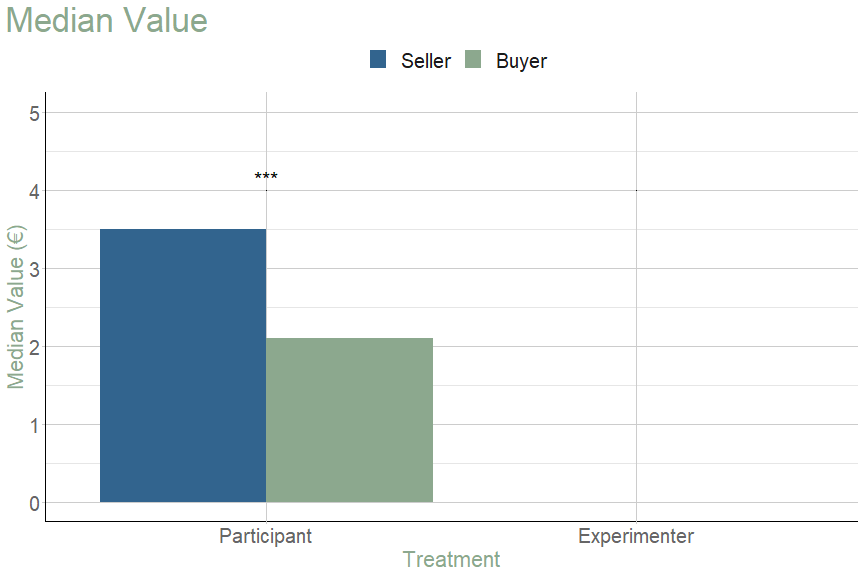 Median Value
Seller Buyer
Median Value (€)
5
***
4
3
2
1
0
Participant Experimenter
Treatment